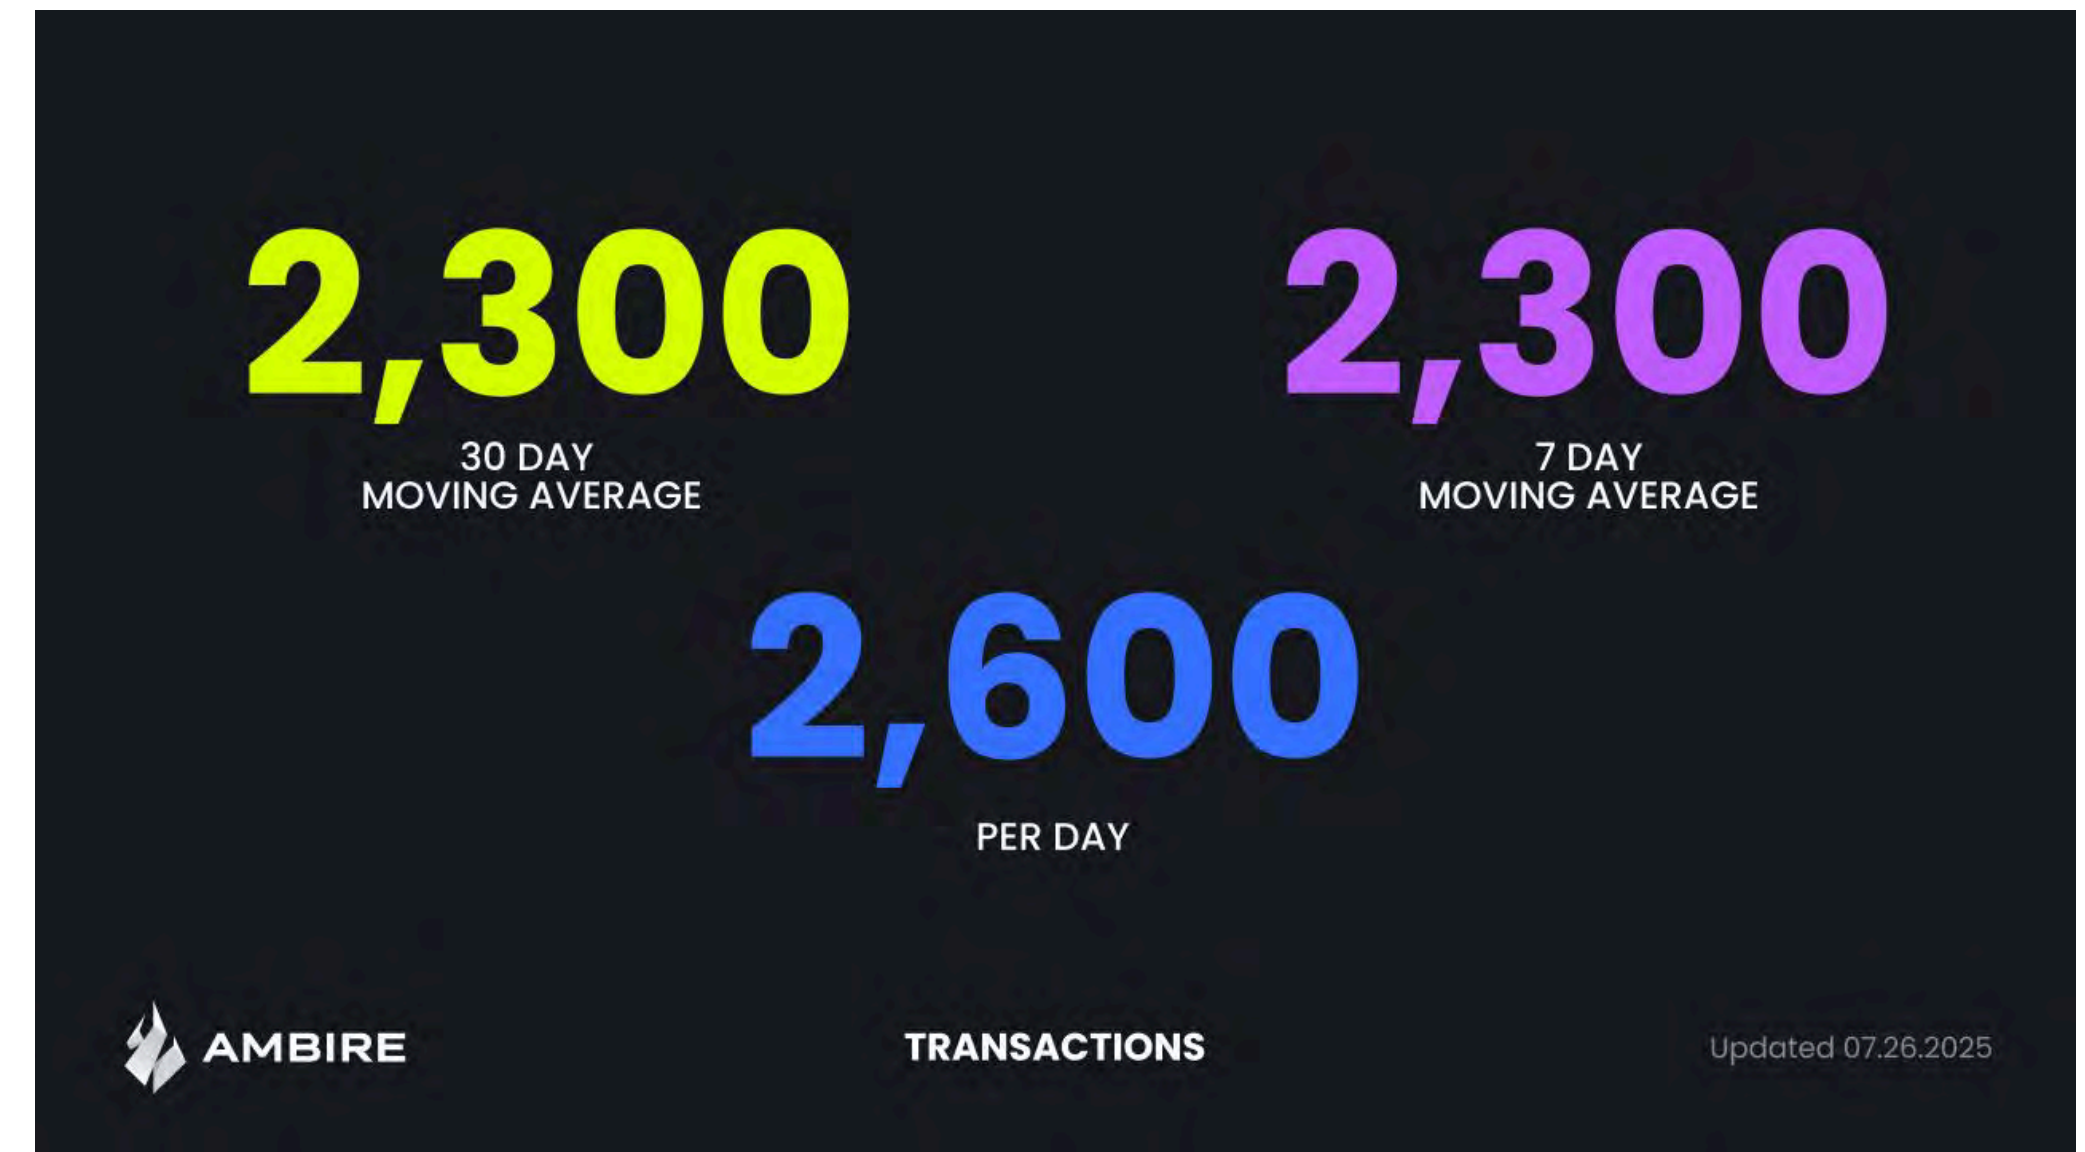 2,300
30 DAY
MOVING AVERAGE
2,300
7 DAY
MOVING AVERAGE
2,600
PER DAY
AMBIRE
TRANSACTIONS
Updated 07.26.2025